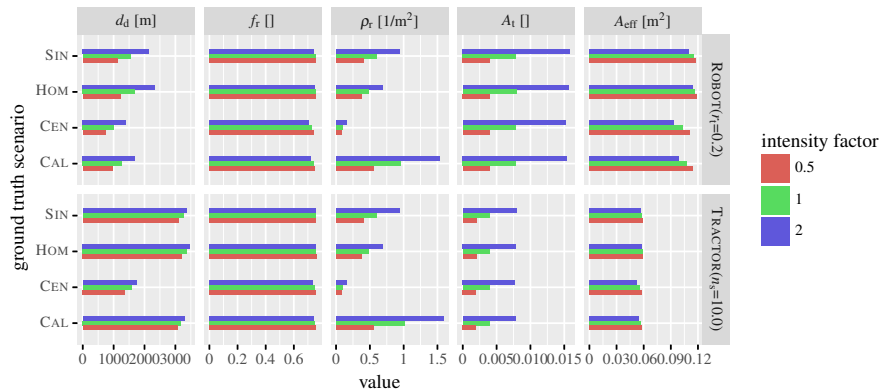 d_d [m] f_r [] ρ_r [1/m²] A_t [] A_eff [m²]
SIN
HOM
CEN
CAL
ROBOT(r_l=0.2)
SIN
HOM
CEN
CAL
TRACTOR(n_s=10.0)
0 1000 2000 3000 0 0.2 0.4 0.6 0 0.5 1 1.5 0 0.005 0.01 0.015 0 0.03 0.06 0.09 0.12
value
ground truth scenario
intensity factor
0.5
1
2